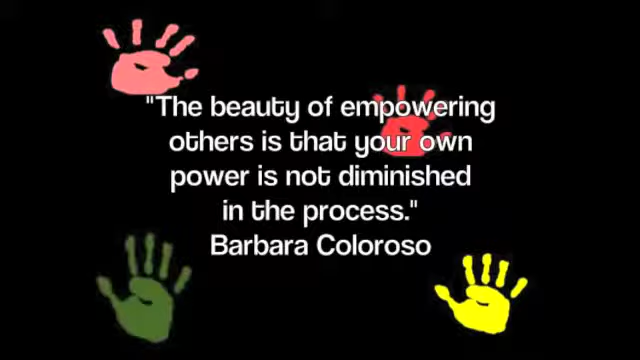 "The beauty of empowering
others is that your own
power is not diminished
in the process."
Barbara Coloroso